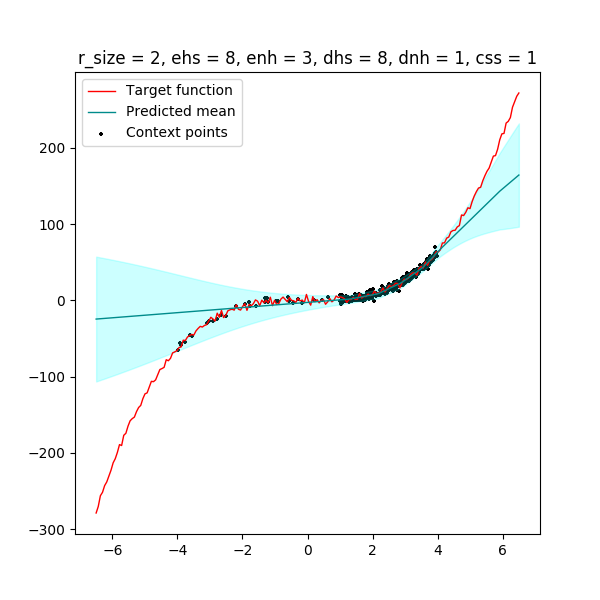 r_size = 2, ehs = 8, enh = 3, dhs = 8, dnh = 1, css = 1
Target function
Predicted mean
Context points
200
100
0
−100
−200
−300
−6 −4 −2 0 2 4 6